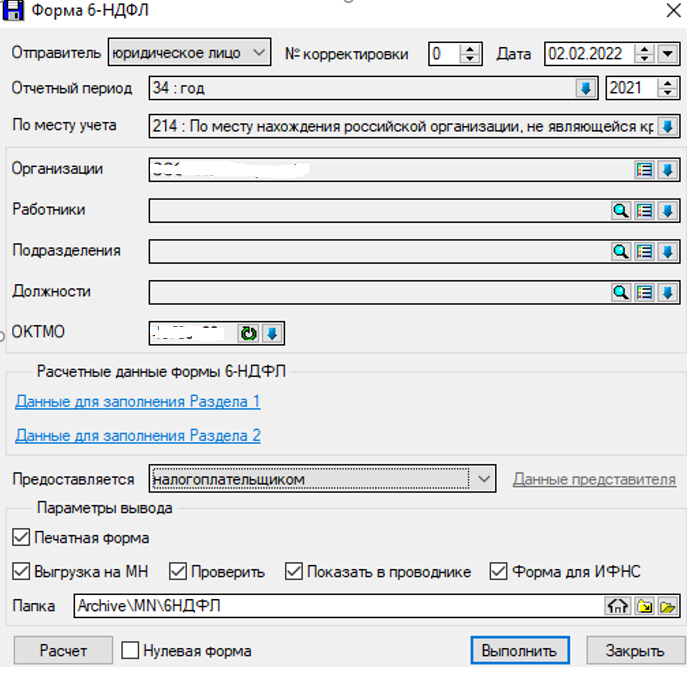 Форма 6-НДФЛ
Отправитель юридическое лицо № корректировки 0 Дата 02.02.2022
Отчетный период 34 : год 2021
По месту учета 214 : По месту нахождения российской организации, не являющейся кр
Организации
Работники
Подразделения
Должности
ОКТМО
Расчетные данные формы 6-НДФЛ
Данные для заполнения Раздела 1
Данные для заполнения Раздела 2
Предоставляется налогоплательщиком Данные представителя
Параметры вывода
Печатная форма
Выгрузка на МН Проверить Показать в проводнике Форма для ИФНС
Папка Archive\MN\6НДФЛ
Расчет Нулевая форма Выполнить Закрыть